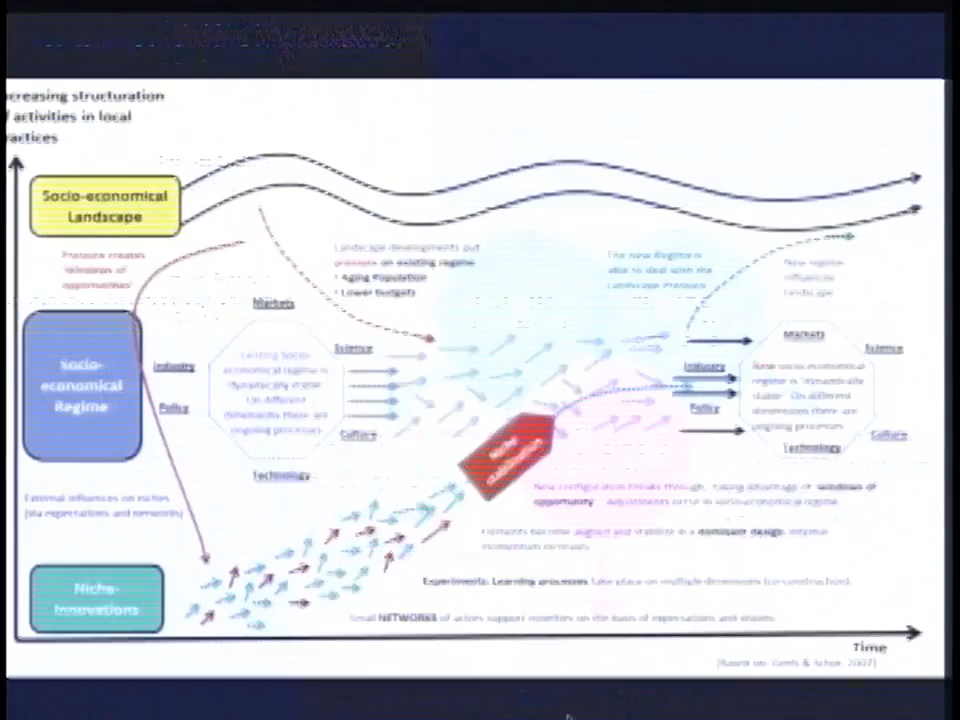 creasing structuration
activities in local
ractices
Socio-economical
Landscape
Pressure creates
'windows of
opportunities'
Landscape developments put
pressure on existing regime
• Aging Population
• Lower budgets
The new Regime is
able to deal with the
Landscape Pressure
New regime
influences
landscape
Markets
Science
Industry
Policy
Culture
Technology
Existing Socio-
economical regime is
'dynamically stable'
On different
dimensions there are
ongoing processes
Socio-
economical
Regime
Markets
Science
Industry
Policy
Culture
Technology
New socio-economical
regime is 'dynamically
stable' On different
dimensions there are
ongoing processes
Niche
External influences on niches
(via expectations and networks)
New configuration breaks through, taking advantage of 'windows of
opportunity' Adjustments occur in socio-economical regime
Elements become aligned and stabilize in a dominant design
momentum increases
Experiments: Learning processes take place on multiple dimensions (co-construction)
Niche-
Innovations
Small NETWORKS of actors support novelties on the basis of expectations and visions
Time
(Based on: Geels & Schot, 2007)